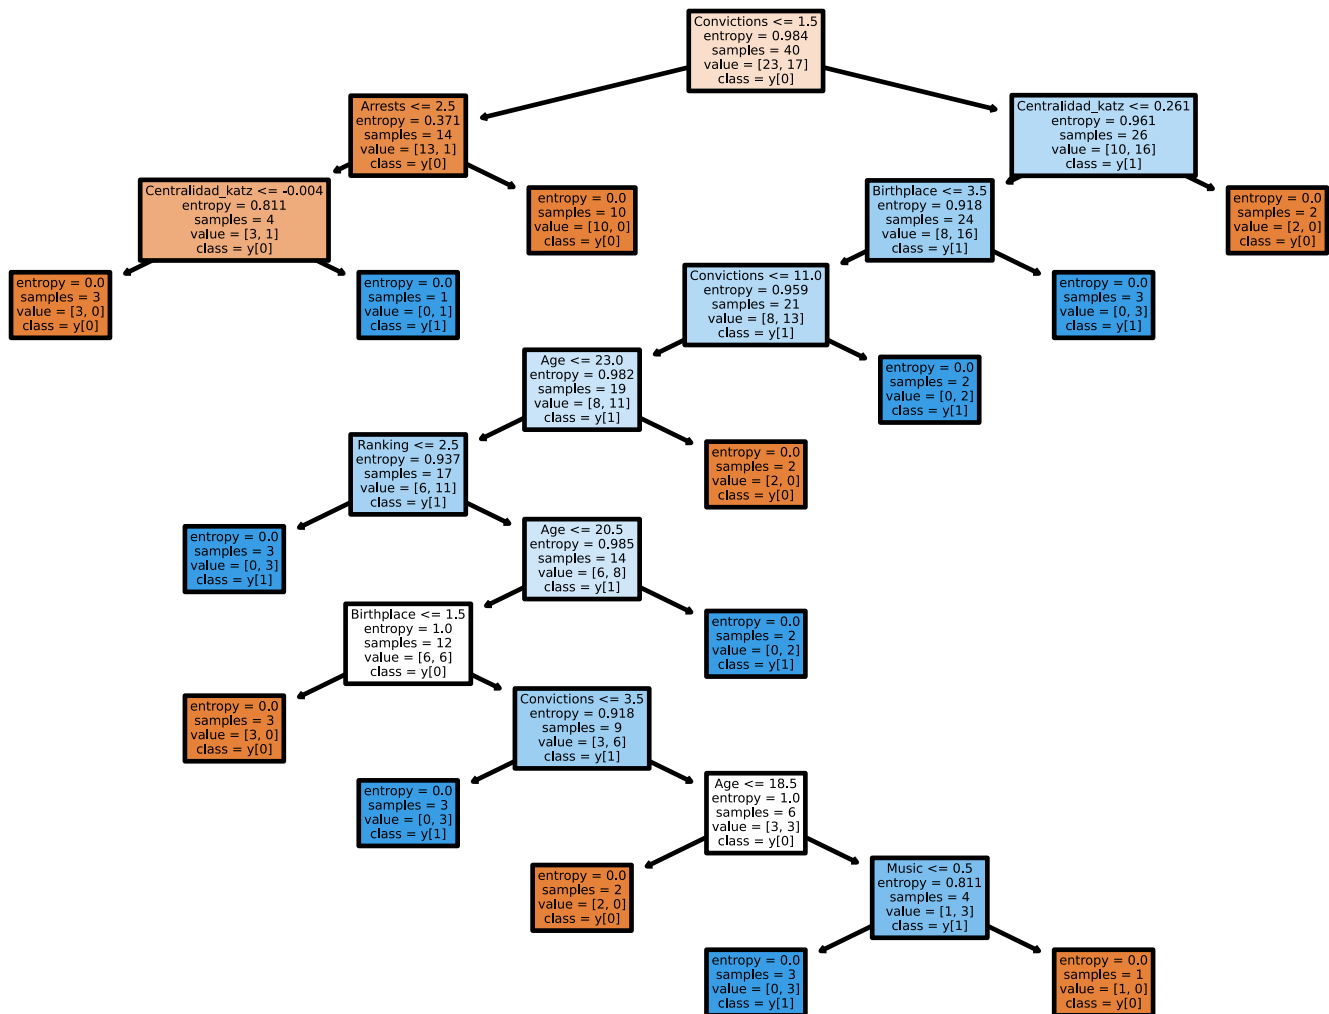 Convictions <= 1.5
entropy = 0.984
samples = 40
value = [23, 17]
class = y[0]
Arrests <= 2.5
entropy = 0.371
samples = 14
value = [13, 1]
class = y[0]
Centralidad_katz <= 0.261
entropy = 0.961
samples = 26
value = [10, 16]
class = y[1]
Centralidad_katz <= -0.004
entropy = 0.811
samples = 4
value = [3, 1]
class = y[0]
entropy = 0.0
samples = 10
value = [10, 0]
class = y[0]
Birthplace <= 3.5
entropy = 0.918
samples = 24
value = [8, 16]
class = y[1]
entropy = 0.0
samples = 2
value = [2, 0]
class = y[0]
entropy = 0.0
samples = 3
value = [3, 0]
class = y[0]
entropy = 0.0
samples = 1
value = [0, 1]
class = y[1]
Convictions <= 11.0
entropy = 0.959
samples = 21
value = [8, 13]
class = y[1]
entropy = 0.0
samples = 3
value = [0, 3]
class = y[1]
Age <= 23.0
entropy = 0.982
samples = 19
value = [8, 11]
class = y[1]
entropy = 0.0
samples = 2
value = [0, 2]
class = y[1]
Ranking <= 2.5
entropy = 0.937
samples = 17
value = [6, 11]
class = y[1]
entropy = 0.0
samples = 2
value = [2, 0]
class = y[0]
entropy = 0.0
samples = 3
value = [0, 3]
class = y[1]
Age <= 20.5
entropy = 0.985
samples = 14
value = [6, 8]
class = y[1]
Birthplace <= 1.5
entropy = 1.0
samples = 12
value = [6, 6]
class = y[0]
entropy = 0.0
samples = 2
value = [0, 2]
class = y[1]
entropy = 0.0
samples = 3
value = [3, 0]
class = y[0]
Convictions <= 3.5
entropy = 0.918
samples = 9
value = [3, 6]
class = y[1]
entropy = 0.0
samples = 3
value = [0, 3]
class = y[1]
Age <= 18.5
entropy = 1.0
samples = 6
value = [3, 3]
class = y[0]
entropy = 0.0
samples = 2
value = [2, 0]
class = y[0]
Music <= 0.5
entropy = 0.811
samples = 4
value = [1, 3]
class = y[1]
entropy = 0.0
samples = 3
value = [0, 3]
class = y[1]
entropy = 0.0
samples = 1
value = [1, 0]
class = y[0]